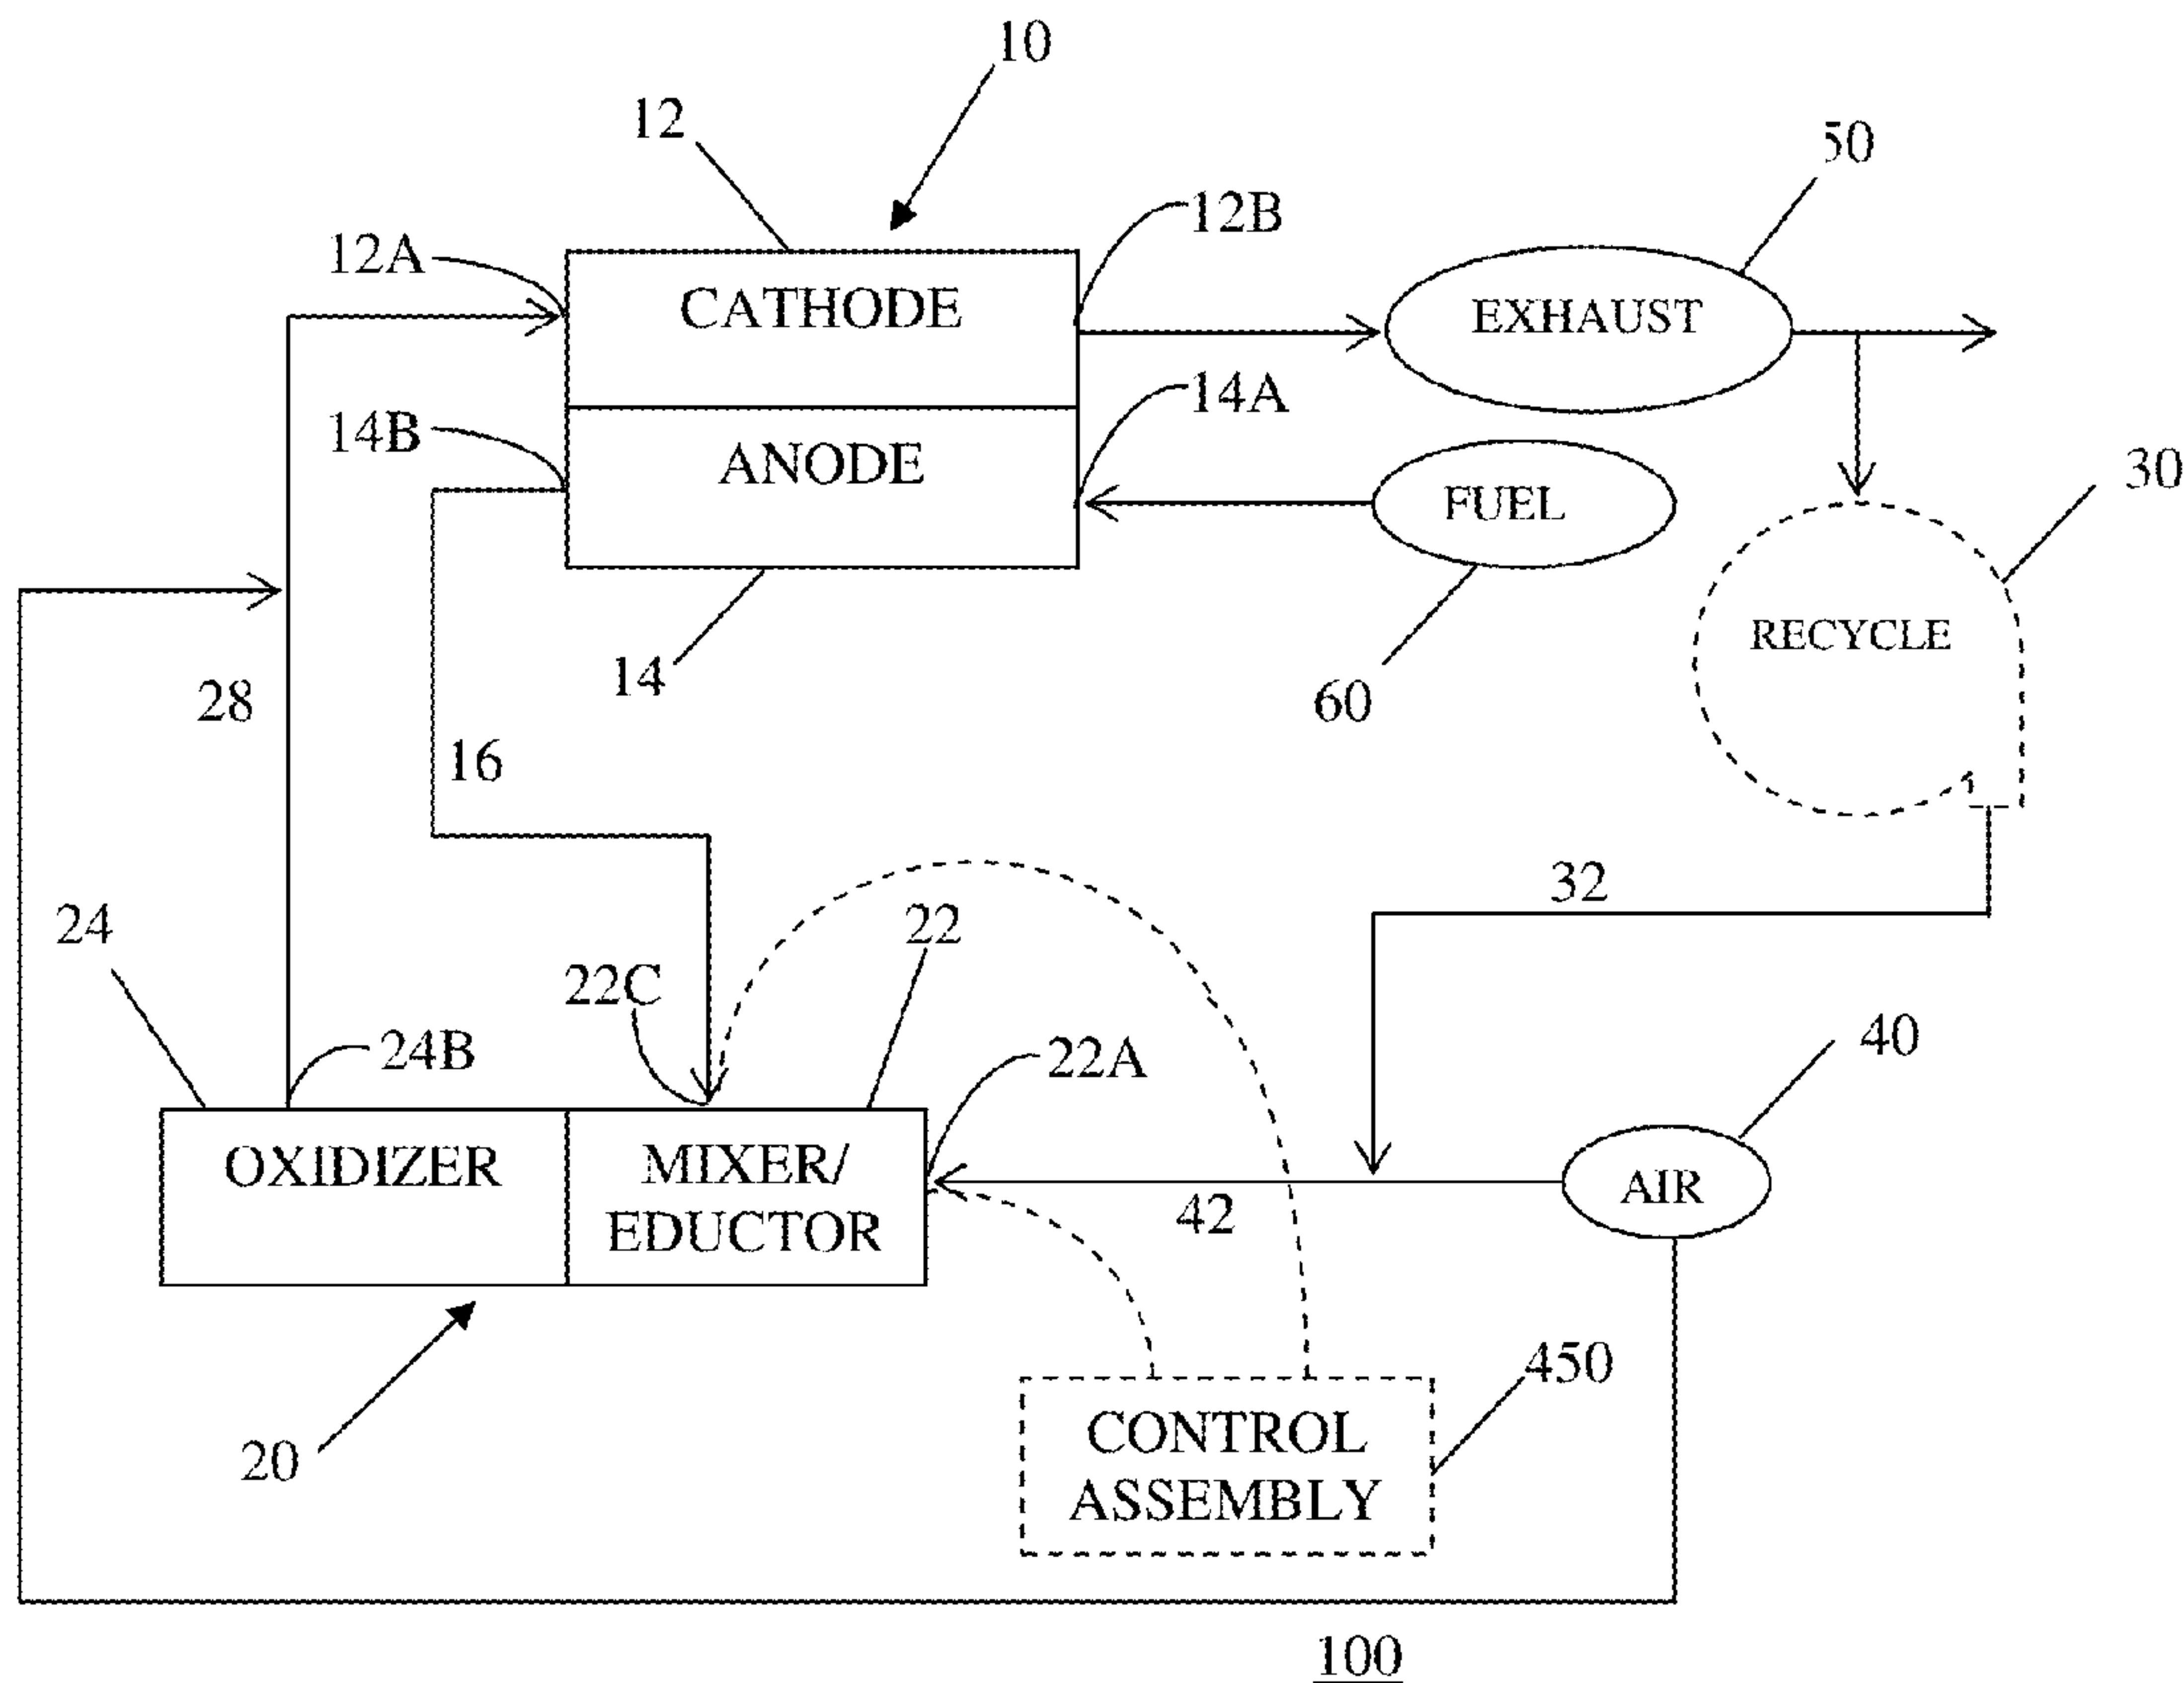 10
12
50
12B
12A
CATHODE
EXHAUST
14A
14B
ANODE
30
FUEL
RECYCLE
14
28
60
16
32
24
22
22C
40
24B
22A
OXIDIZER
MIXER/
EDUCTOR
AIR
42
450
CONTROL
ASSEMBLY
20
100